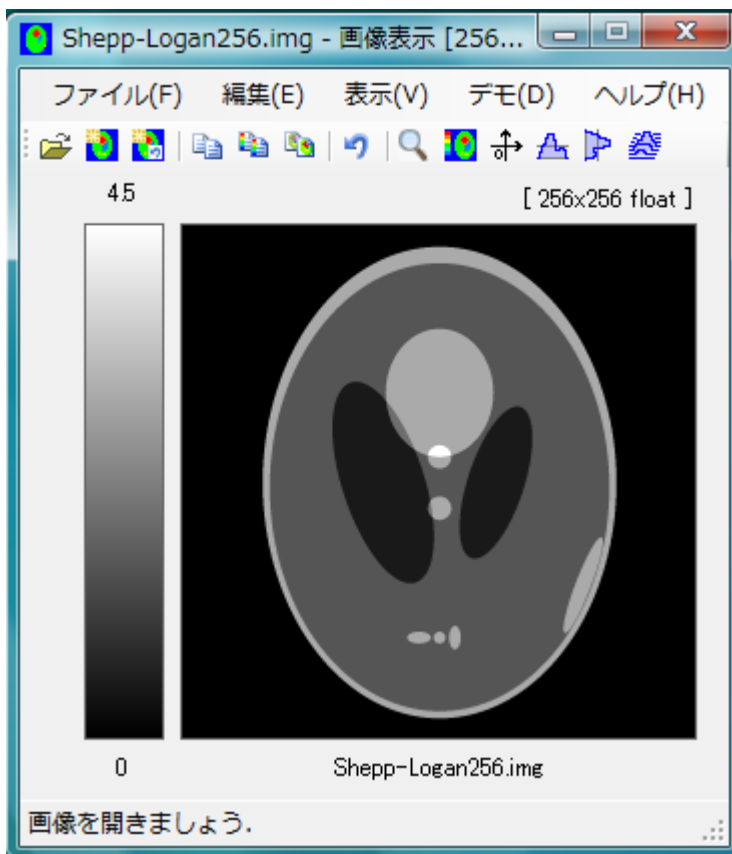 Shepp-Logan256.img - 画像表示 [256...
ファイル(F) 編集(E) 表示(V) デモ(D) ヘルプ(H)
4.5
[ 256x256 float ]
0
Shepp-Logan256.img
画像を開きましょう.